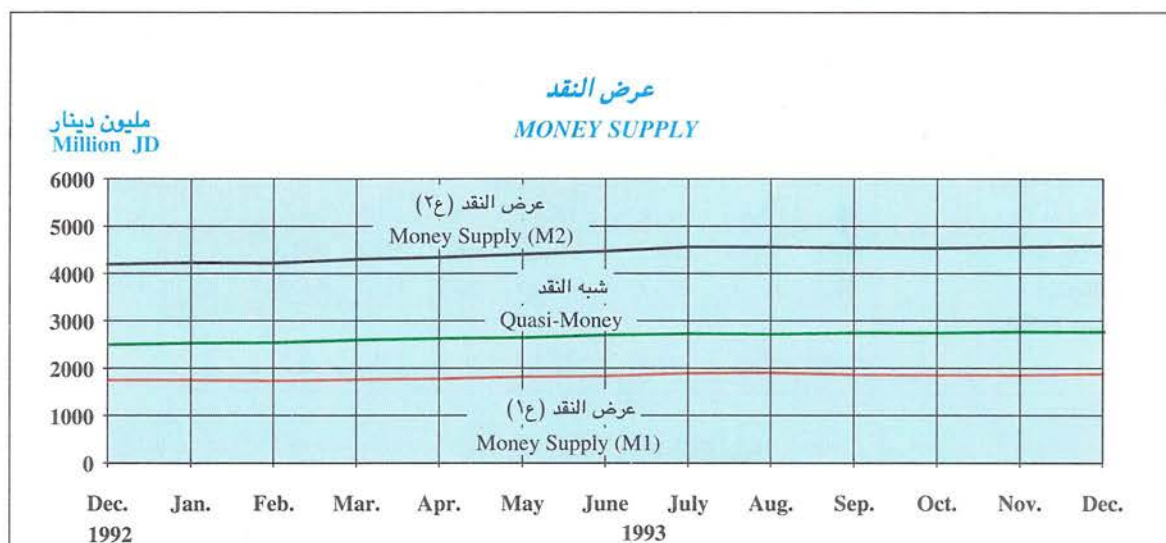 عرض النقد
MONEY SUPPLY
مليون دينار
Million JD
6000
5000
4000
3000
2000
1000
0
عرض النقد (ع٢)
Money Supply (M2)
شبه النقد
Quasi-Money
عرض النقد (ع١)
Money Supply (M1)
Dec. Jan. Feb. Mar. Apr. May June July Aug. Sep. Oct. Nov. Dec.
1992 1993